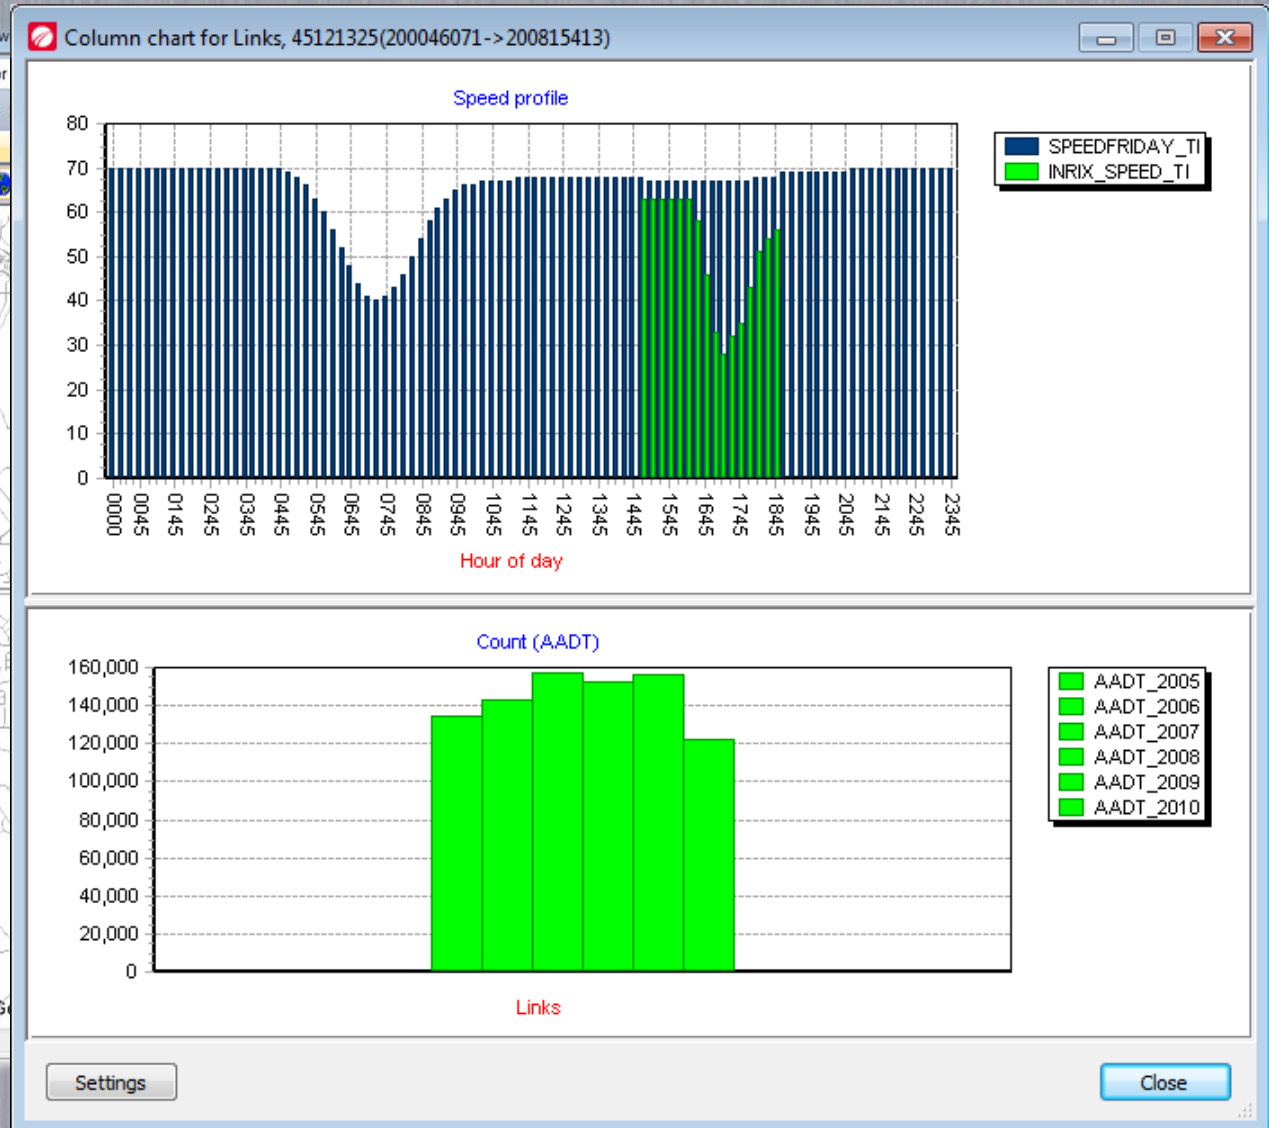 Column chart for Links, 45121325(200046071->200815413)
Speed profile
80
70
60
50
40
30
20
10
0
0000 0045 0145 0245 0345 0445 0545 0645 0745 0845 0945 1045 1145 1245 1345 1445 1545 1645 1745 1845 1945 2045 2145 2245 2345
Hour of day
SPEEDFRIDAY_TI
INRIX_SPEED_TI
Count (AADT)
160,000
140,000
120,000
100,000
80,000
60,000
40,000
20,000
0
Links
AADT_2005
AADT_2006
AADT_2007
AADT_2008
AADT_2009
AADT_2010
Settings
Close